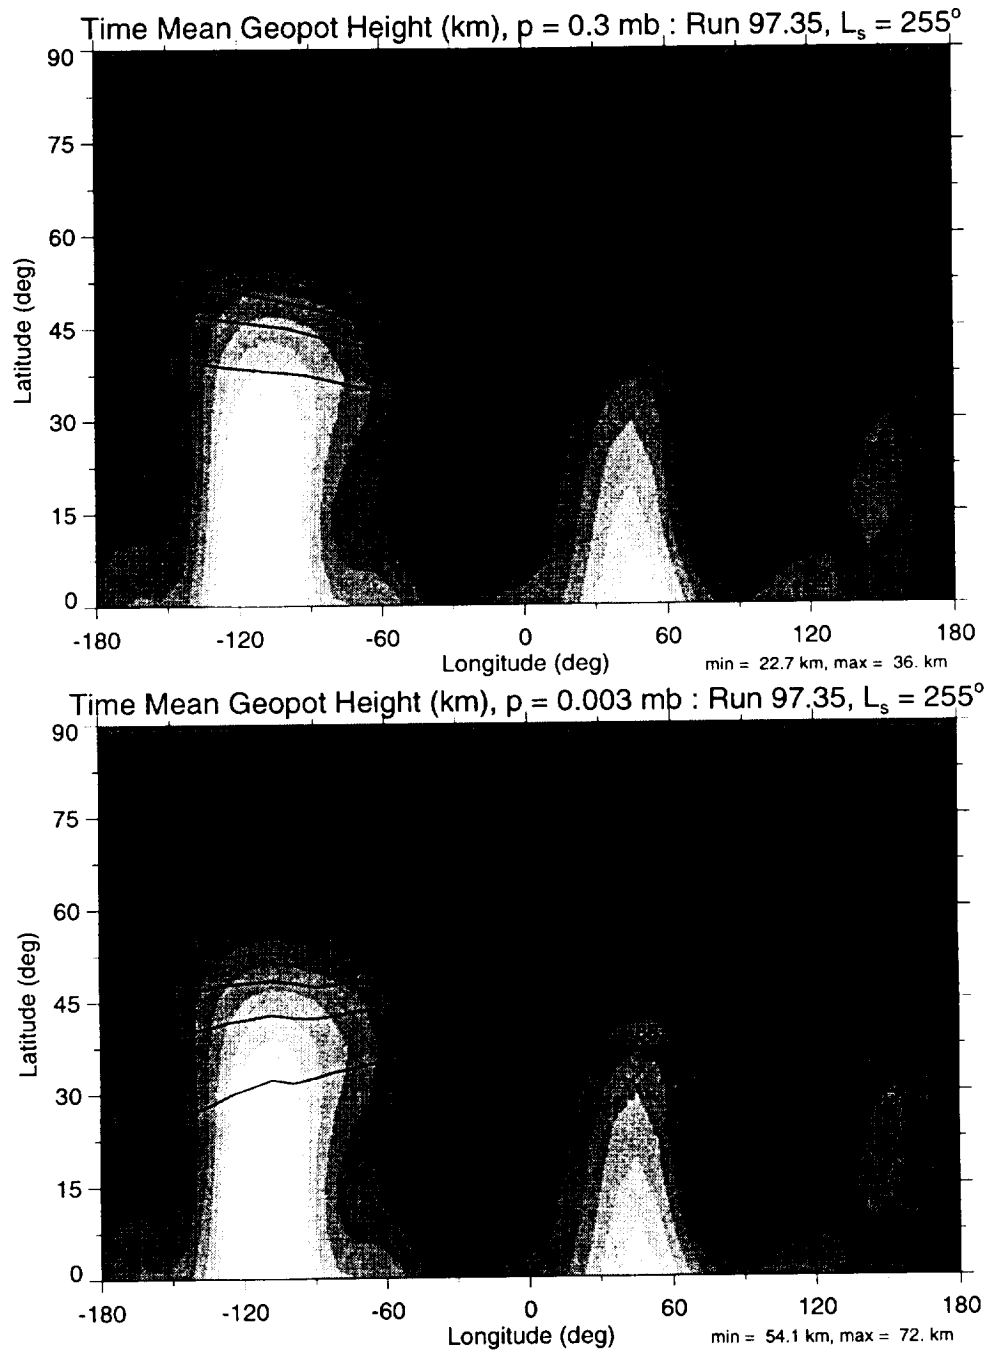 Time Mean Geopot Height (km), p = 0.3 mb : Run 97.35, Ls = 255°
90
75
60
45
30
15
0
Latitude (deg)
-180 -120 -60 0 60 120 180
Longitude (deg)
min = 22.7 km, max = 36. km
Time Mean Geopot Height (km), p = 0.003 mb : Run 97.35, Ls = 255°
90
75
60
45
30
15
0
Latitude (deg)
-180 -120 -60 0 60 120 180
Longitude (deg)
min = 54.1 km, max = 72. km